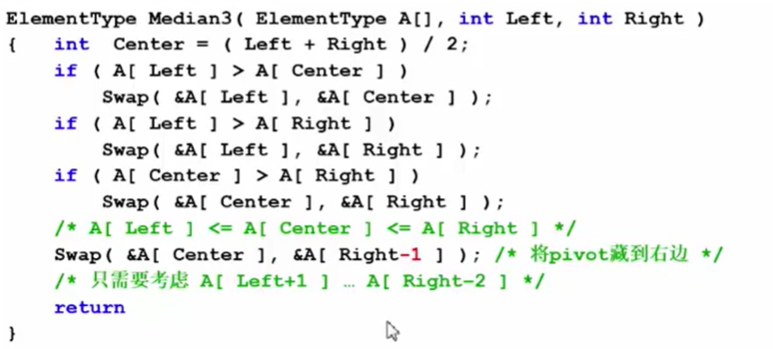 ElementType Median3( ElementType A[], int Left, int Right )
{   int  Center = ( Left + Right ) / 2;
    if ( A[ Left ] > A[ Center ] )
        Swap( &A[ Left ], &A[ Center ] );
    if ( A[ Left ] > A[ Right ] )
        Swap( &A[ Left ], &A[ Right ] );
    if ( A[ Center ] > A[ Right ] )
        Swap( &A[ Center ], &A[ Right ] );
    /* A[ Left ] <= A[ Center ] <= A[ Right ] */
    Swap( &A[ Center ], &A[ Right-1 ] ); /* 将pivot藏到右边 */
    /* 只需要考虑 A[ Left+1 ] … A[ Right-2 ] */
    return
}